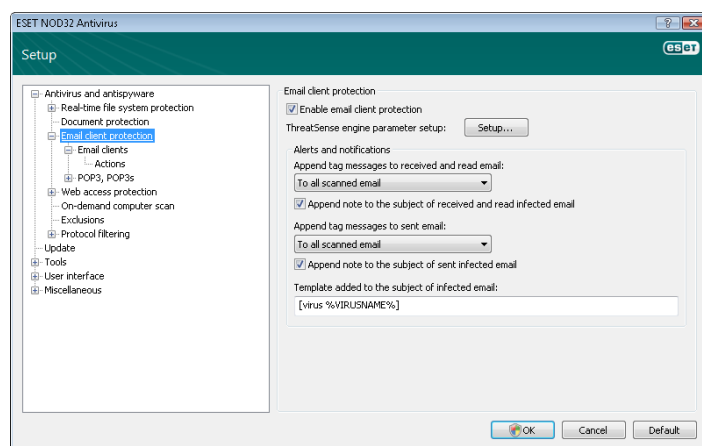 ESET NOD32 Antivirus
Setup
eset
Antivirus and antispyware
Real-time file system protection
Document protection
Email client protection
Email clients
Actions
POP3, POP3s
Web access protection
On-demand computer scan
Exclusions
Protocol filtering
Update
Tools
User interface
Miscellaneous
Email client protection
Enable email client protection
ThreatSense engine parameter setup: Setup...
Alerts and notifications
Append tag messages to received and read email:
To all scanned email
Append note to the subject of received and read infected email
Append tag messages to sent email:
To all scanned email
Append note to the subject of sent infected email
Template added to the subject of infected email:
[virus %VIRUSNAME%]
OK Cancel Default